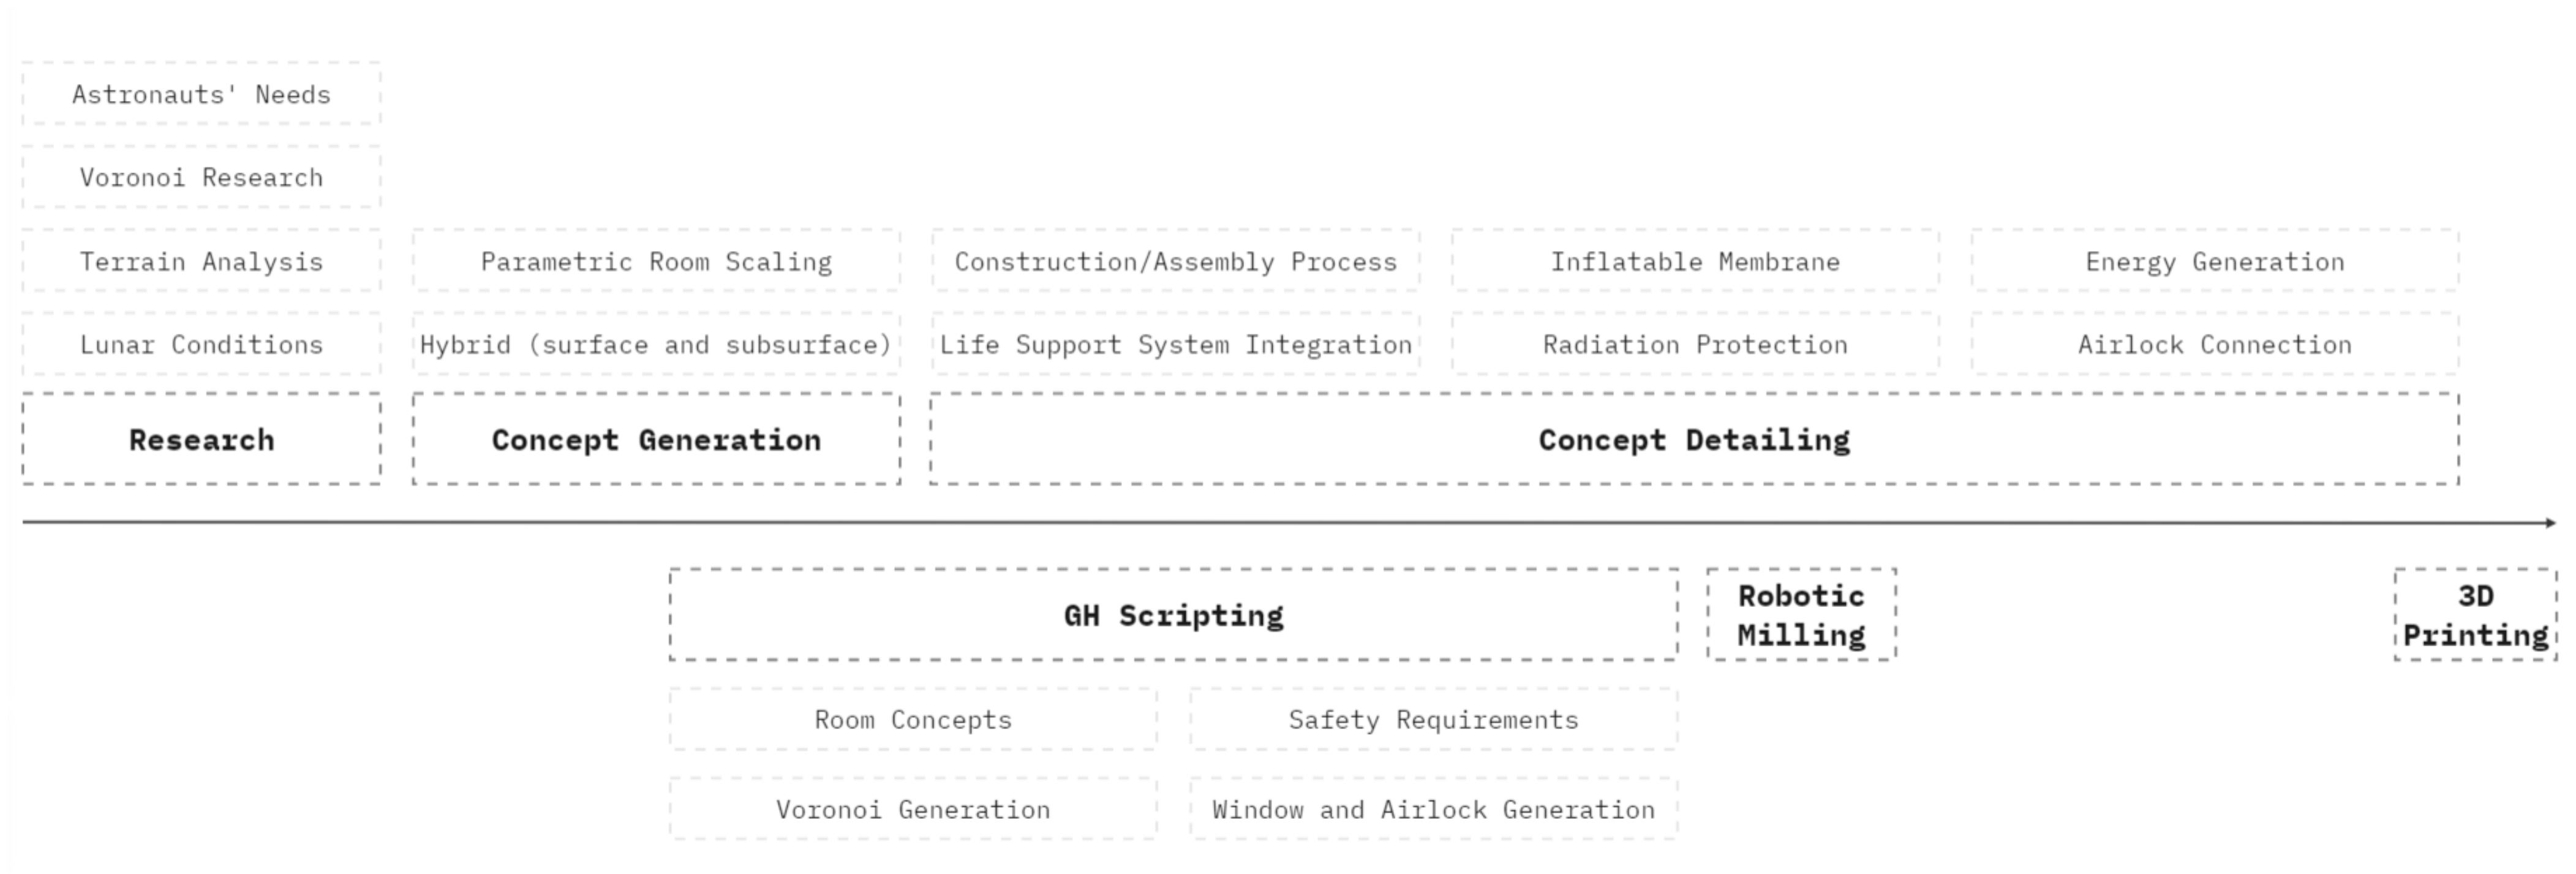 Astronauts' Needs
Voronoi Research
Terrain Analysis
Parametric Room Scaling
Construction/Assembly Process
Inflatable Membrane
Energy Generation
Lunar Conditions
Hybrid (surface and subsurface)
Life Support System Integration
Radiation Protection
Airlock Connection
Research
Concept Generation
Concept Detailing
GH Scripting
Robotic
Milling
3D
Printing
Room Concepts
Safety Requirements
Voronoi Generation
Window and Airlock Generation